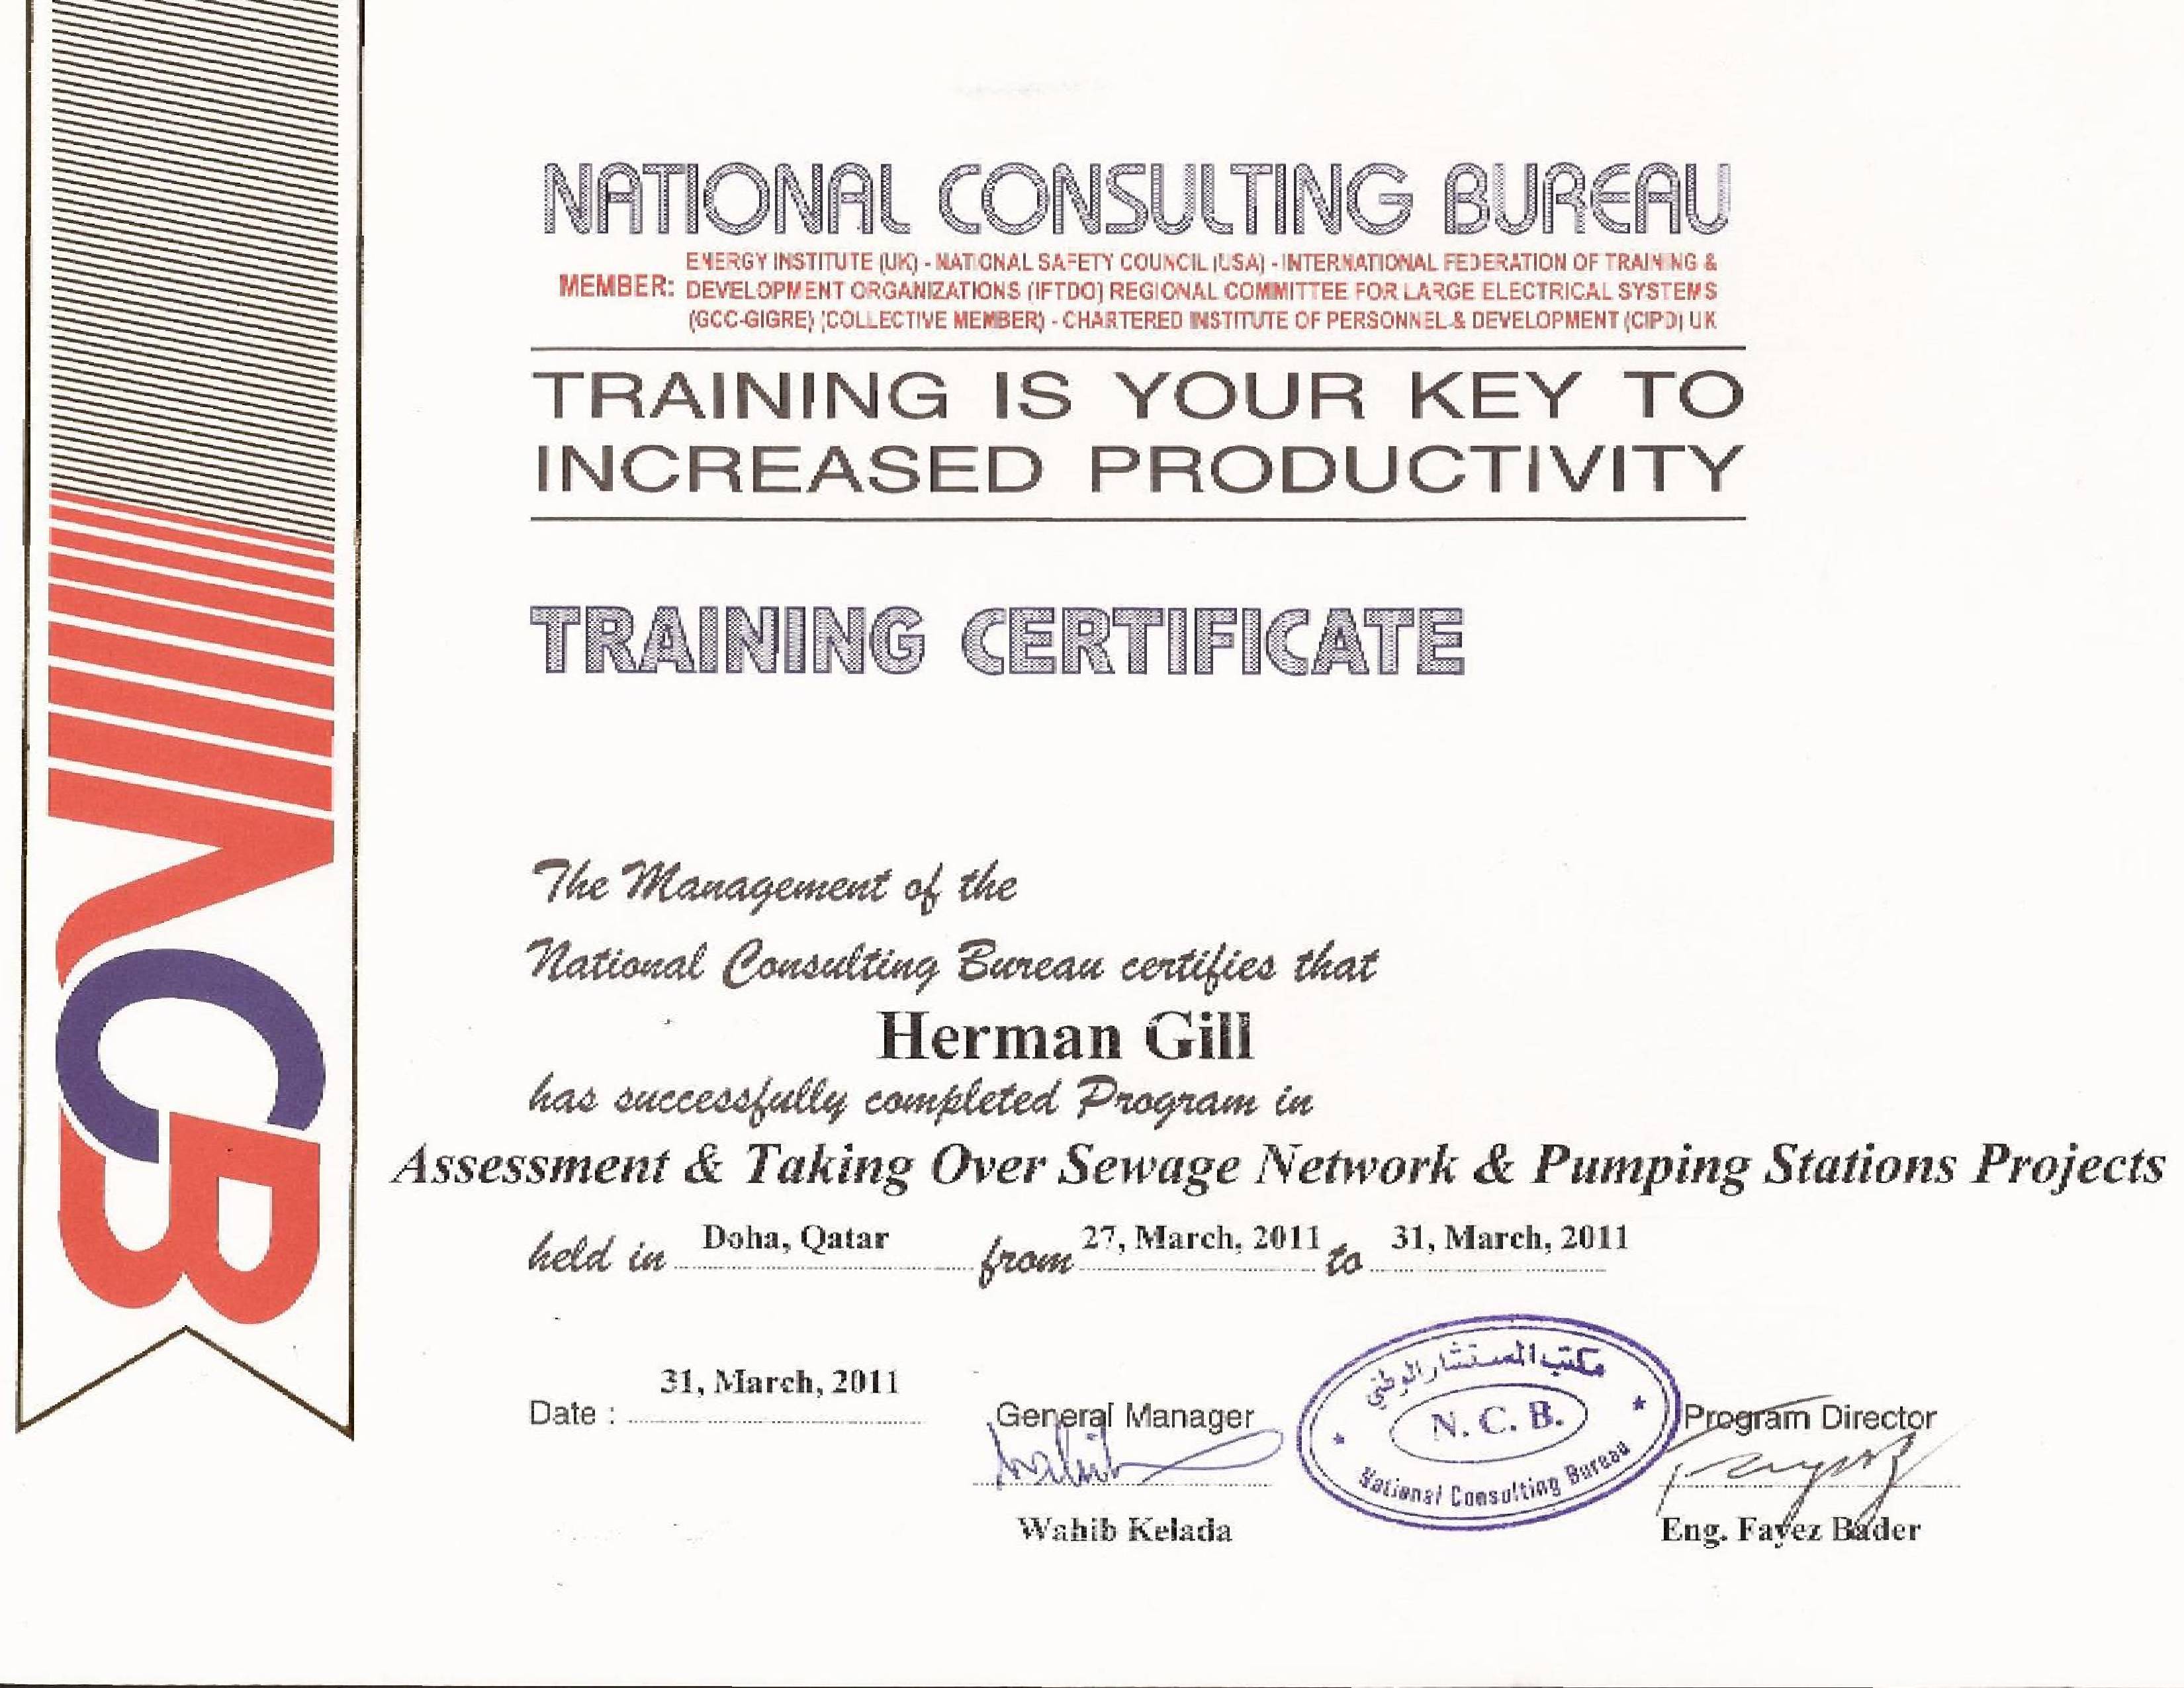 NATIONAL CONSULTING BUREAU
MEMBER: ENERGY INSTITUTE (UK) - NATIONAL SAFETY COUNCIL (USA) - INTERNATIONAL FEDERATION OF TRAINING &
DEVELOPMENT ORGANIZATIONS (IFTDO) REGIONAL COMMITTEE FOR LARGE ELECTRICAL SYSTEMS
(GCC-GIGRE) (COLLECTIVE MEMBER) - CHARTERED INSTITUTE OF PERSONNEL & DEVELOPMENT (CIPD) UK
TRAINING IS YOUR KEY TO
INCREASED PRODUCTIVITY
TRAINING CERTIFICATE
The Management of the
National Consulting Bureau certifies that
Herman Gill
has successfully completed Program in
Assessment & Taking Over Sewage Network & Pumping Stations Projects
held in Doha, Qatar from 27, March, 2011 to 31, March, 2011
Date : 31, March, 2011
General Manager
Wahib Kelada
مكتب المستشار الوطني
N. C. B.
National Consulting Bureau
Program Director
Eng. Fayez Bader
NCB